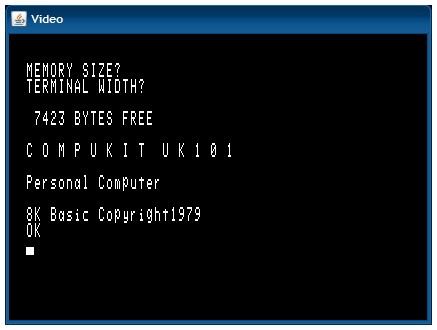 Video
MEMORY SIZE?
TERMINAL WIDTH?
7423 BYTES FREE
C O M P U K I T   U K 1 0 1
Personal Computer
8K Basic Copyright1979
OK